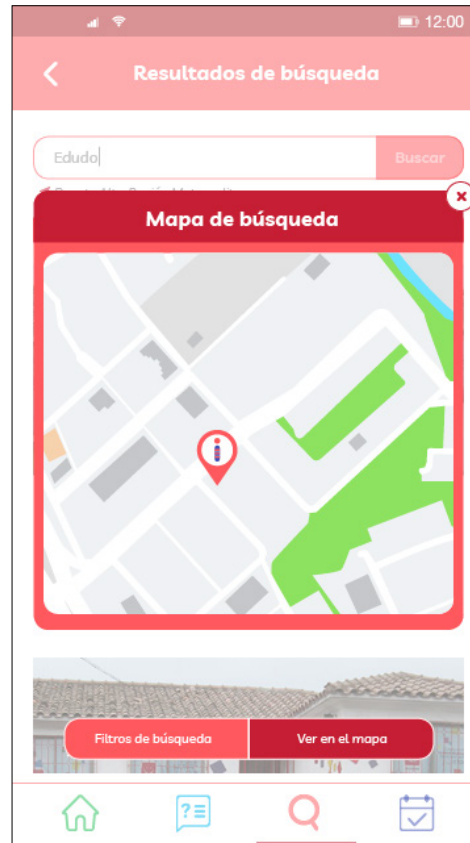 12:00
Resultados de búsqueda
Edudo
Buscar
Mapa de búsqueda
x
i
Filtros de búsqueda
Ver en el mapa
?